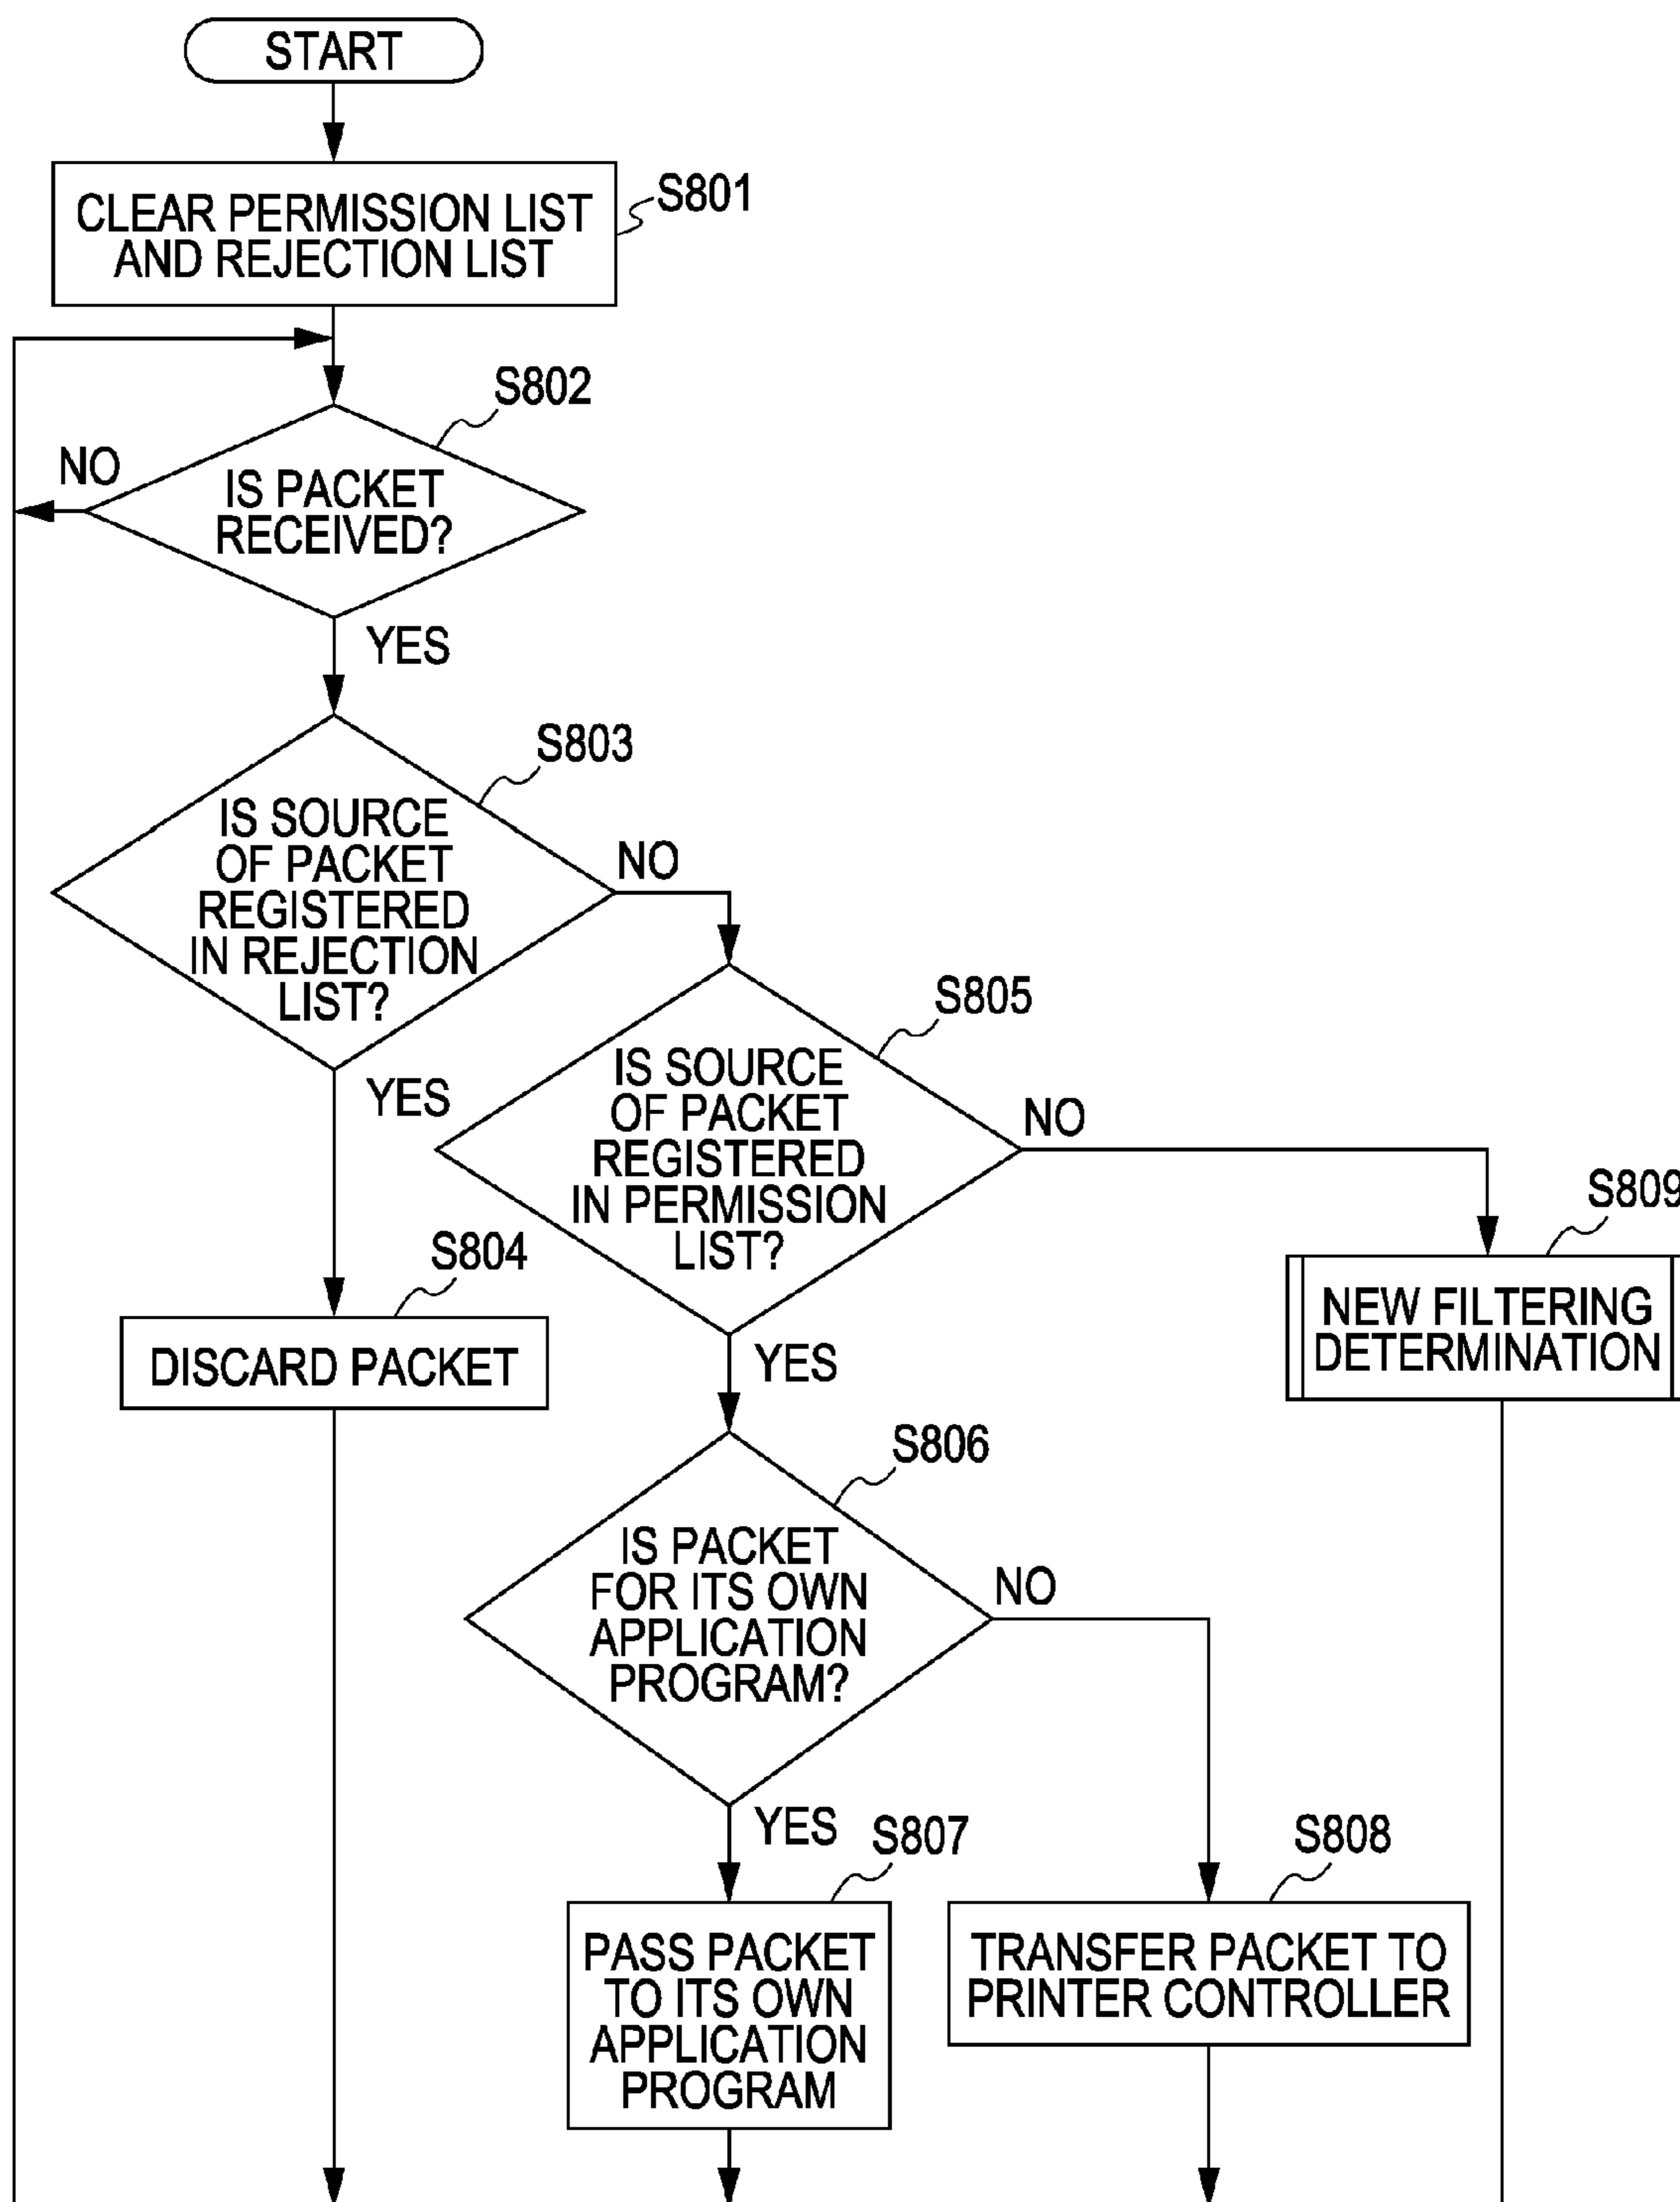 START
CLEAR PERMISSION LIST
AND REJECTION LIST
S801
S802
NO
IS PACKET
RECEIVED?
YES
S803
IS SOURCE
OF PACKET
REGISTERED
IN REJECTION
LIST?
NO
YES
S805
IS SOURCE
OF PACKET
REGISTERED
IN PERMISSION
LIST?
NO
YES
S804
DISCARD PACKET
S809
NEW FILTERING
DETERMINATION
S806
IS PACKET
FOR ITS OWN
APPLICATION
PROGRAM?
NO
YES
S807
PASS PACKET
TO ITS OWN
APPLICATION
PROGRAM
S808
TRANSFER PACKET TO
PRINTER CONTROLLER